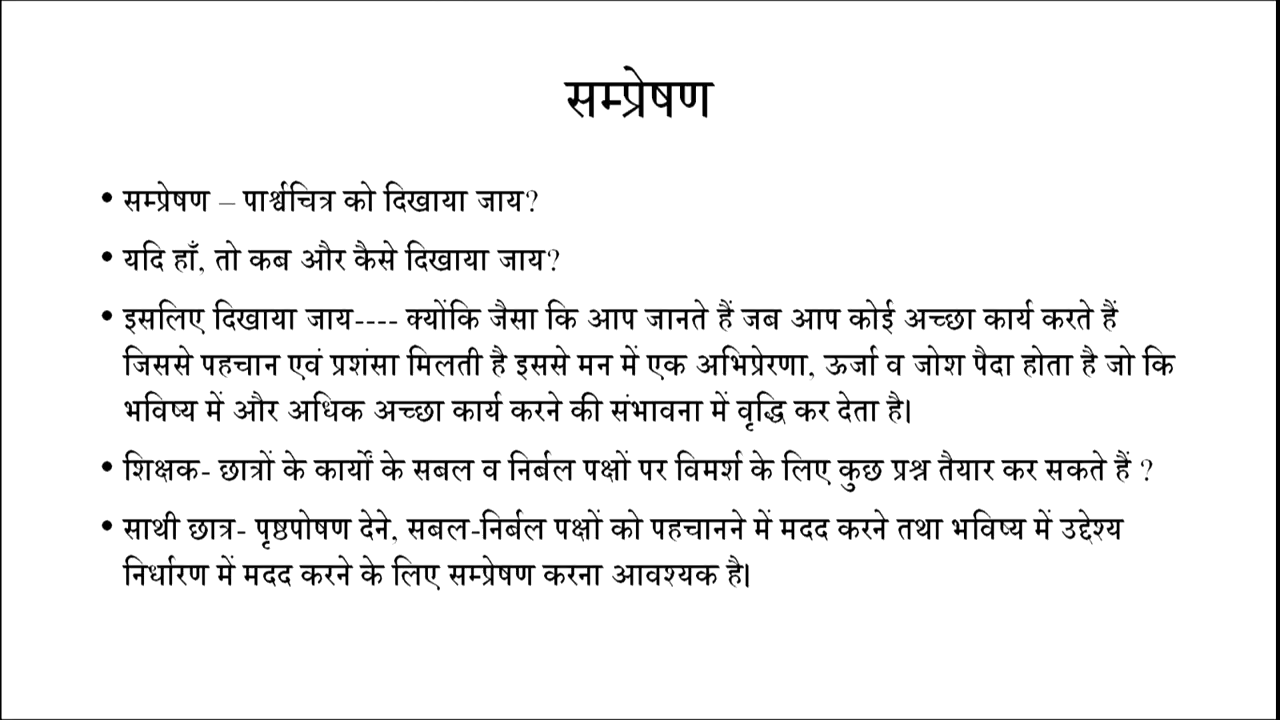 सम्प्रेषण
• सम्प्रेषण – पार्श्वचित्र को दिखाया जाय?
• यदि हाँ, तो कब और कैसे दिखाया जाय?
• इसलिए दिखाया जाय---- क्योंकि जैसा कि आप जानते हैं जब आप कोई अच्छा कार्य करते हैं
जिससे पहचान एवं प्रशंसा मिलती है इससे मन में एक अभिप्रेरणा, ऊर्जा व जोश पैदा होता है जो कि
भविष्य में और अधिक अच्छा कार्य करने की संभावना में वृद्धि कर देता है।
• शिक्षक- छात्रों के कार्यों के सबल व निर्बल पक्षों पर विमर्श के लिए कुछ प्रश्न तैयार कर सकते हैं ?
• साथी छात्र- पृष्ठपोषण देने, सबल-निर्बल पक्षों को पहचानने में मदद करने तथा भविष्य में उद्देश्य
निर्धारण में मदद करने के लिए सम्प्रेषण करना आवश्यक है।